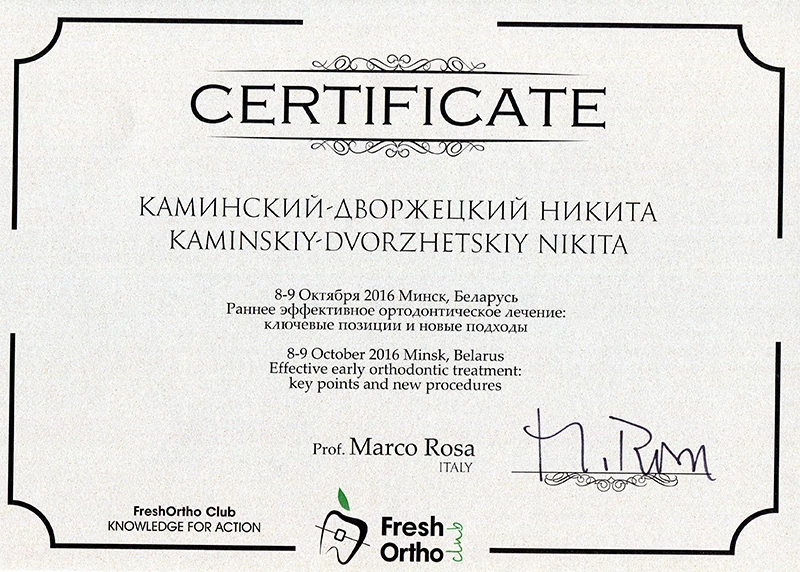 CERTIFICATE
КАМИНСКИЙ-ДВОРЖЕЦКИЙ НИКИТА
KAMINSKIY-DVORZHETSKIY NIKITA
8-9 Октября 2016 Минск, Беларусь
Раннее эффективное ортодонтическое лечение:
ключевые позиции и новые подходы
8-9 October 2016 Minsk, Belarus
Effective early orthodontic treatment:
key points and new procedures
Prof. Marco Rosa
ITALY
M. Rosa
FreshOrtho Club
KNOWLEDGE FOR ACTION
Fresh
Ortho club